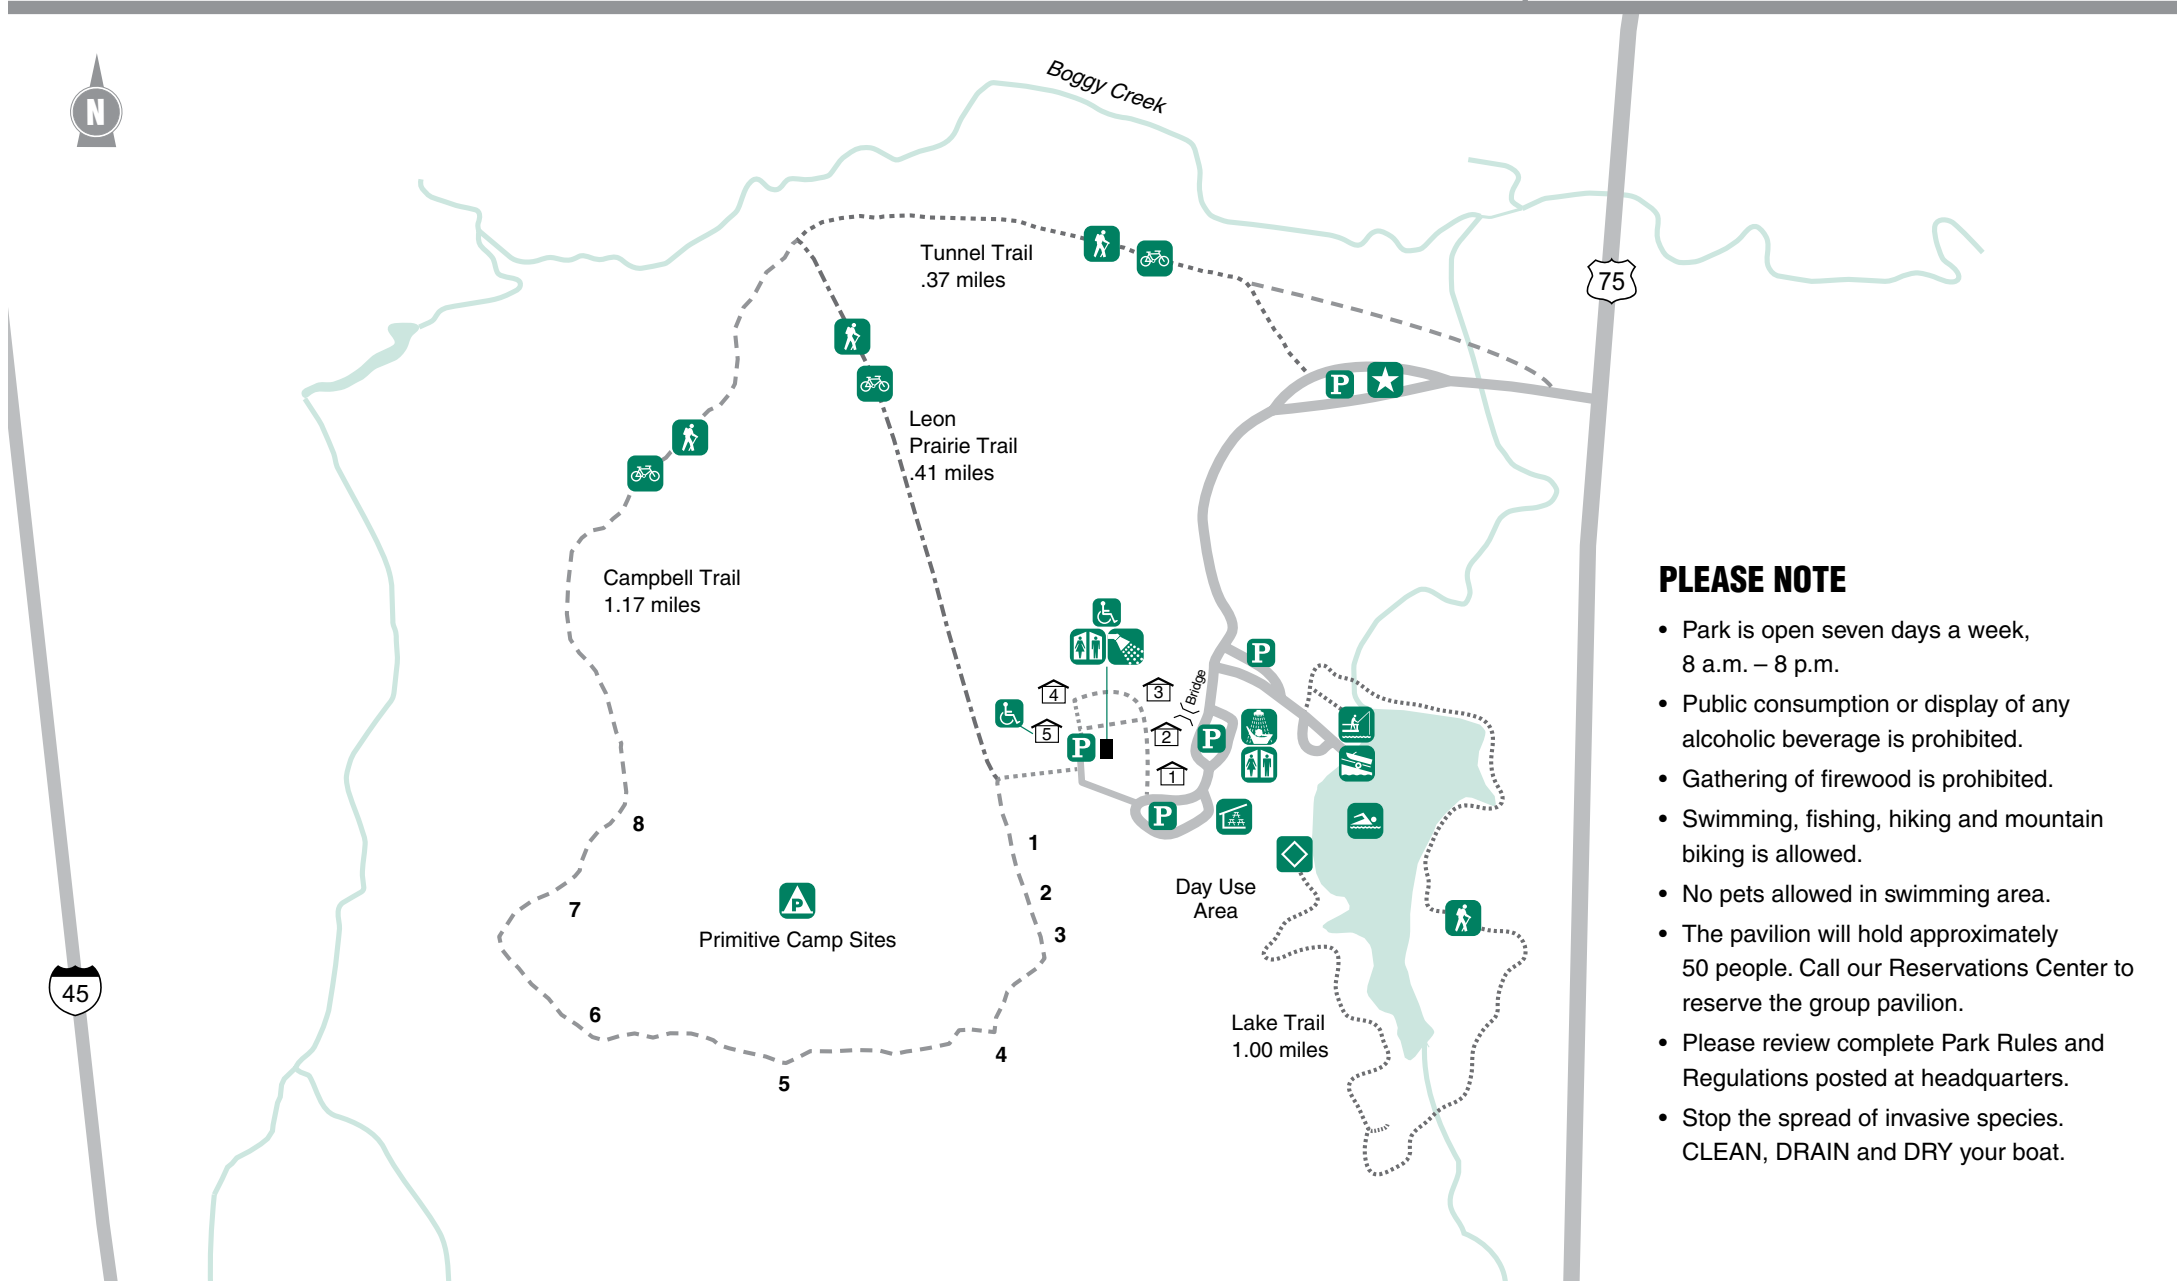 N
Boggy Creek
75
Tunnel Trail
.37 miles
P
Leon
Prairie Trail
.41 miles
Campbell Trail
1.17 miles
P
Bridge
4
3
5
2
P
P
1
P
8
1
2
3
7
P
Primitive Camp Sites
Day Use
Area
6
4
5
45
Lake Trail
1.00 miles
PLEASE NOTE
• Park is open seven days a week,
8 a.m. – 8 p.m.
• Public consumption or display of any
alcoholic beverage is prohibited.
• Gathering of firewood is prohibited.
• Swimming, fishing, hiking and mountain
biking is allowed.
• No pets allowed in swimming area.
• The pavilion will hold approximately
50 people. Call our Reservations Center to
reserve the group pavilion.
• Please review complete Park Rules and
Regulations posted at headquarters.
• Stop the spread of invasive species.
CLEAN, DRAIN and DRY your boat.